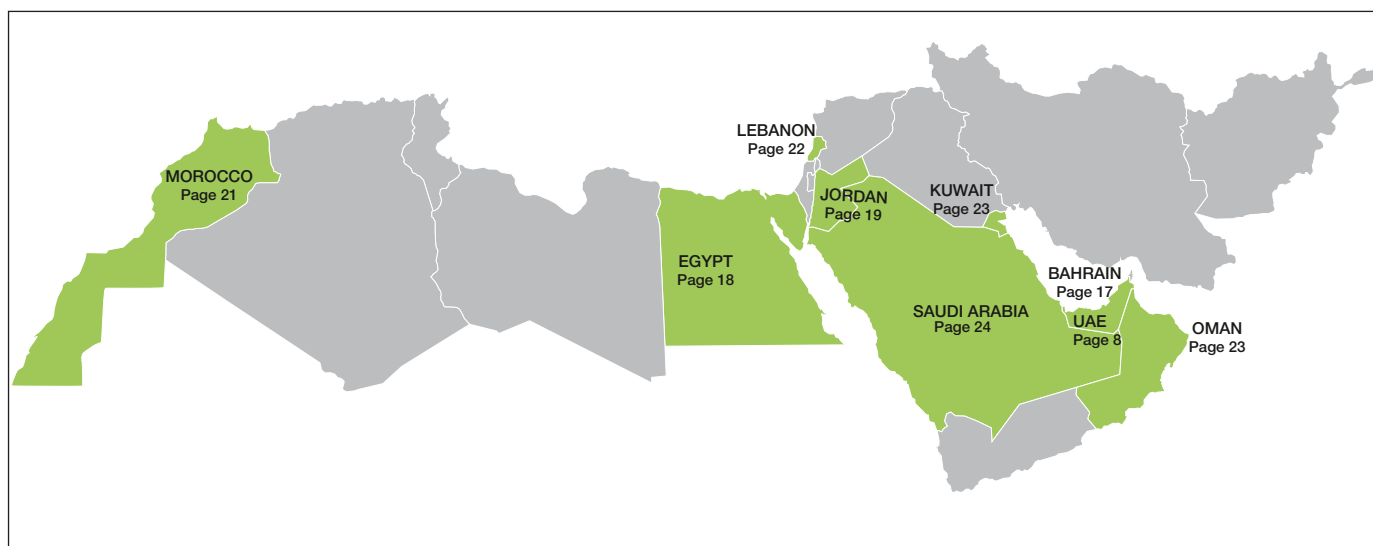 LEBANON
Page 22
MOROCCO
Page 21
JORDAN
Page 19
KUWAIT
Page 23
EGYPT
Page 18
BAHRAIN
Page 17
SAUDI ARABIA
Page 24
UAE
Page 8
OMAN
Page 23